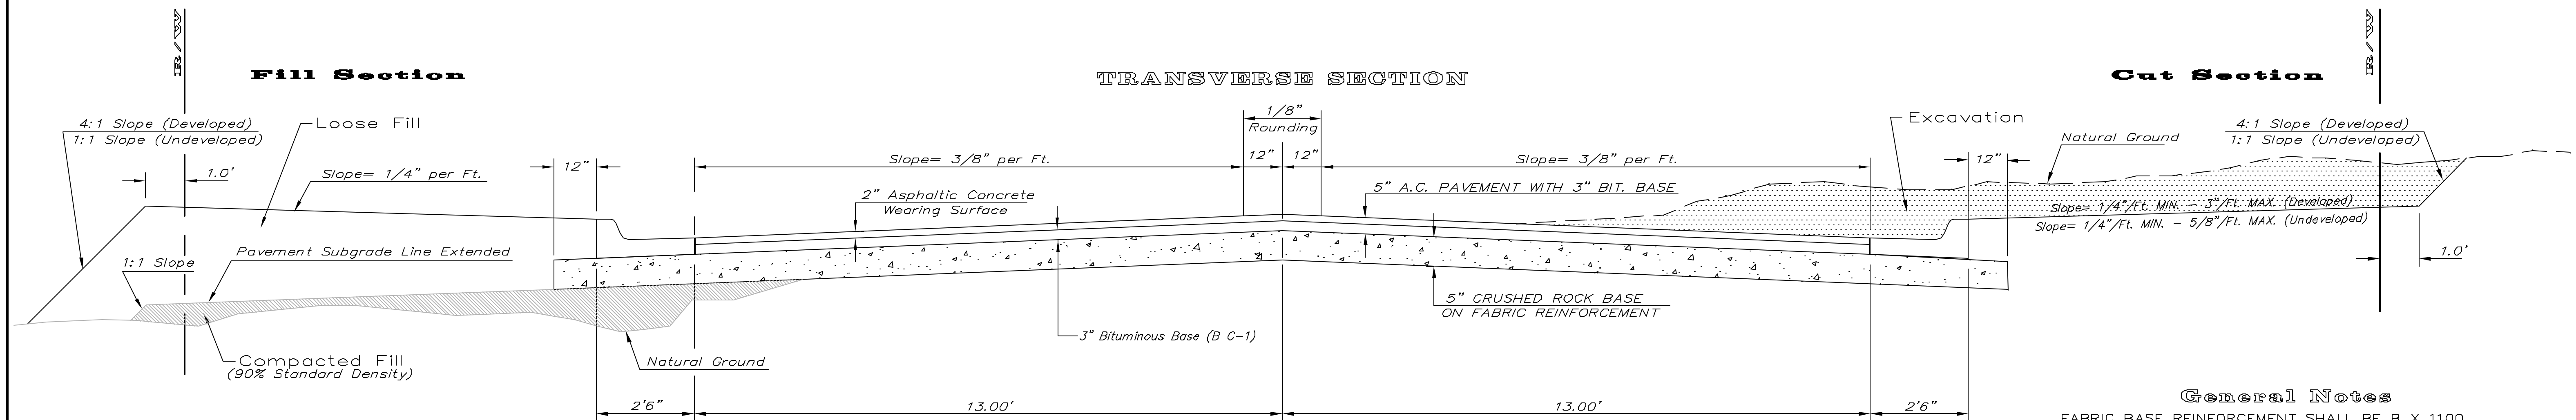 R/W
Fill Section
TRANSVERSE SECTION
Cut Section
R/W
4:1 Slope (Developed)
1:1 Slope (Undeveloped)
Loose Fill
1.0'
Slope= 1/4" per Ft.
12"
Slope= 3/8" per Ft.
1/8"
Rounding
12"
12"
Slope= 3/8" per Ft.
Excavation
Natural Ground
12"
4:1 Slope (Developed)
1:1 Slope (Undeveloped)
2" Asphaltic Concrete
Wearing Surface
5" A.C. PAVEMENT WITH 3" BIT. BASE
Slope= 1/4"/Ft. MIN. - 3"/Ft. MAX. (Developed)
Slope= 1/4"/Ft. MIN. - 5/8"/Ft. MAX. (Undeveloped)
1.0'
Pavement Subgrade Line Extended
1:1 Slope
5" CRUSHED ROCK BASE
ON FABRIC REINFORCEMENT
3" Bituminous Base (B C-1)
Compacted Fill
(90% Standard Density)
Natural Ground
2'6"
13.00'
13.00'
2'6"
General Notes
FABRIC BASE REINFORCEMENT SHALL BE B X 1100